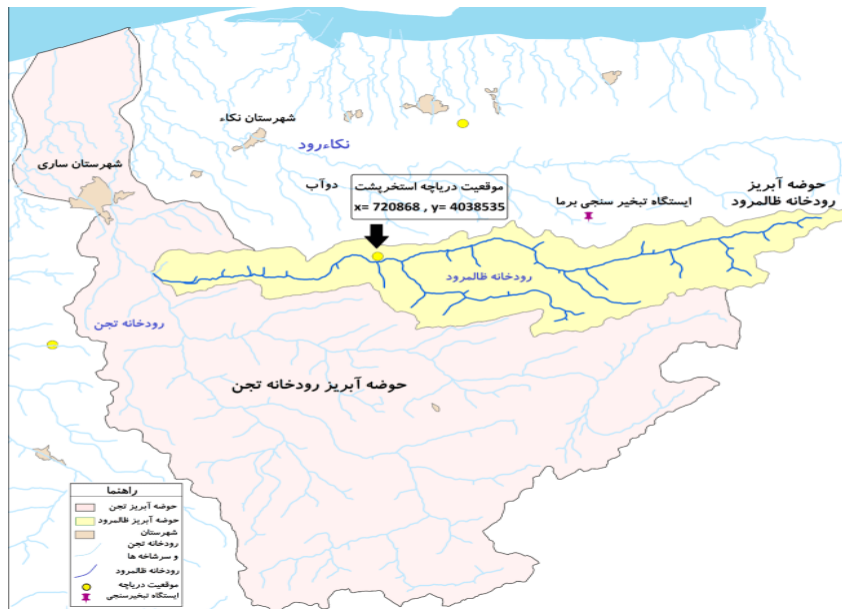 شهرستان نکاء
نکاءرود
شهرستان ساری
دوآب
موقعیت دریاچه استخرپشت
x= 720868 , y= 4038535
ایستگاه تبخیر سنجی برما
حوضه آبریز
رودخانه ظالمرود
رودخانه ظالمرود
رودخانه تجن
حوضه آبریز رودخانه تجن
راهنما
حوضه آبریز تجن
حوضه آبریز ظالمرود
شهرستان
رودخانه تجن
و سرشاخه ها
رودخانه ظالمرود
موقعیت دریاچه
ایستگاه تبخیرسنجی